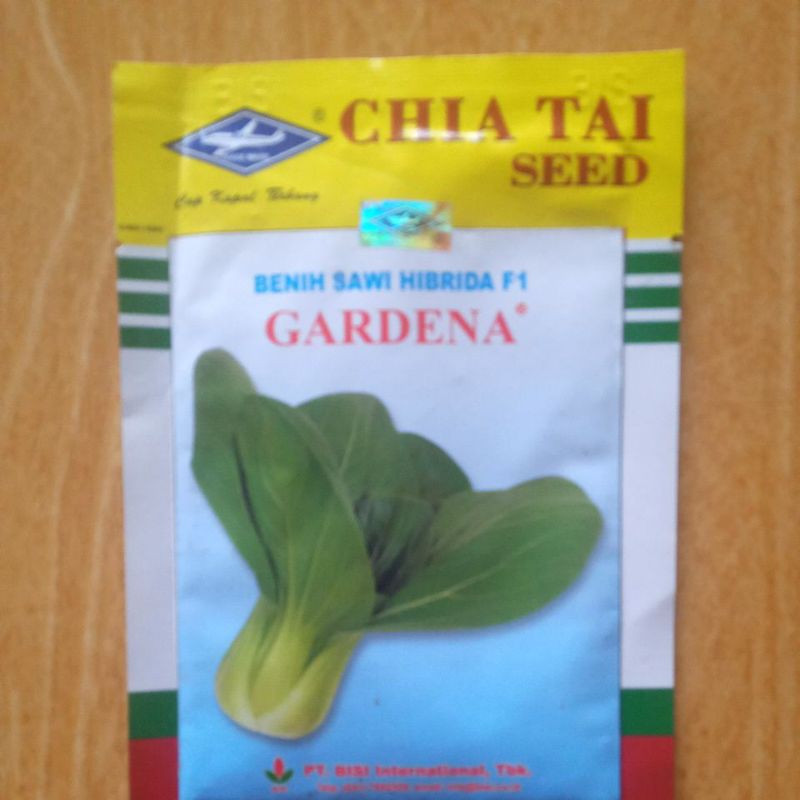 CHIA TAI
SEED
Cap Kapal Terbang
BENIH SAWI HIBRIDA F1
GARDENA®
PT. BISI International, Tbk.